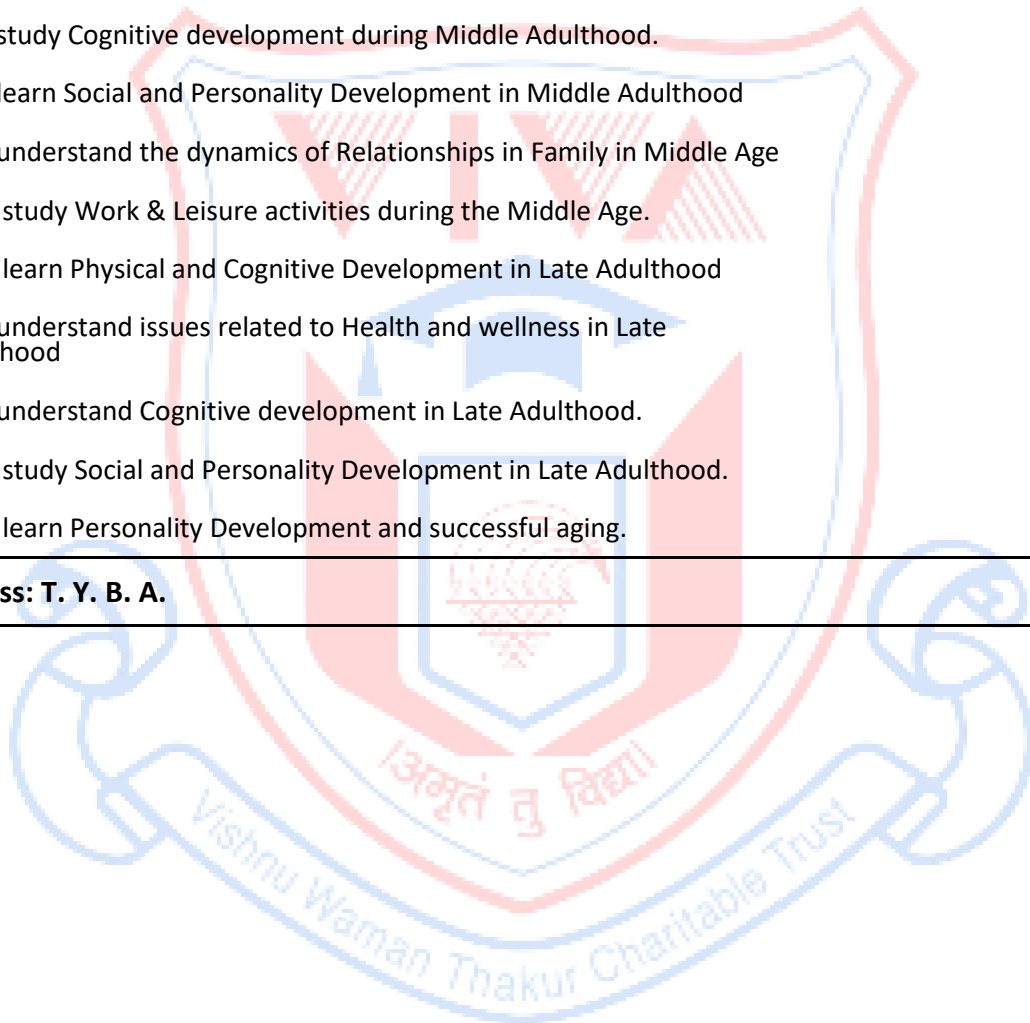 study Cognitive development during Middle Adulthood.
learn Social and Personality Development in Middle Adulthood
understand the dynamics of Relationships in Family in Middle Age
study Work & Leisure activities during the Middle Age.
learn Physical and Cognitive Development in Late Adulthood
understand issues related to Health and wellness in Late
hood
understand Cognitive development in Late Adulthood.
study Social and Personality Development in Late Adulthood.
learn Personality Development and successful aging.
ss: T. Y. B. A.
VIVA
।अमृतं तु विद्या।
Vishnu Waman Thakur Charitable Trust